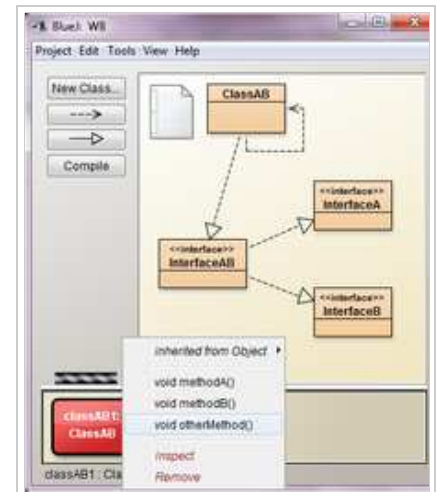 BlueJ: WB
Project Edit Tools View Help
New Class...
Compile
ClassAB
<<interface>>
InterfaceA
<<interface>>
InterfaceAB
<<interface>>
InterfaceB
inherited from Object
void methodA()
void methodB()
void otherMethod()
Inspect
Remove
classAB1:
ClassAB
classAB1 : Cla